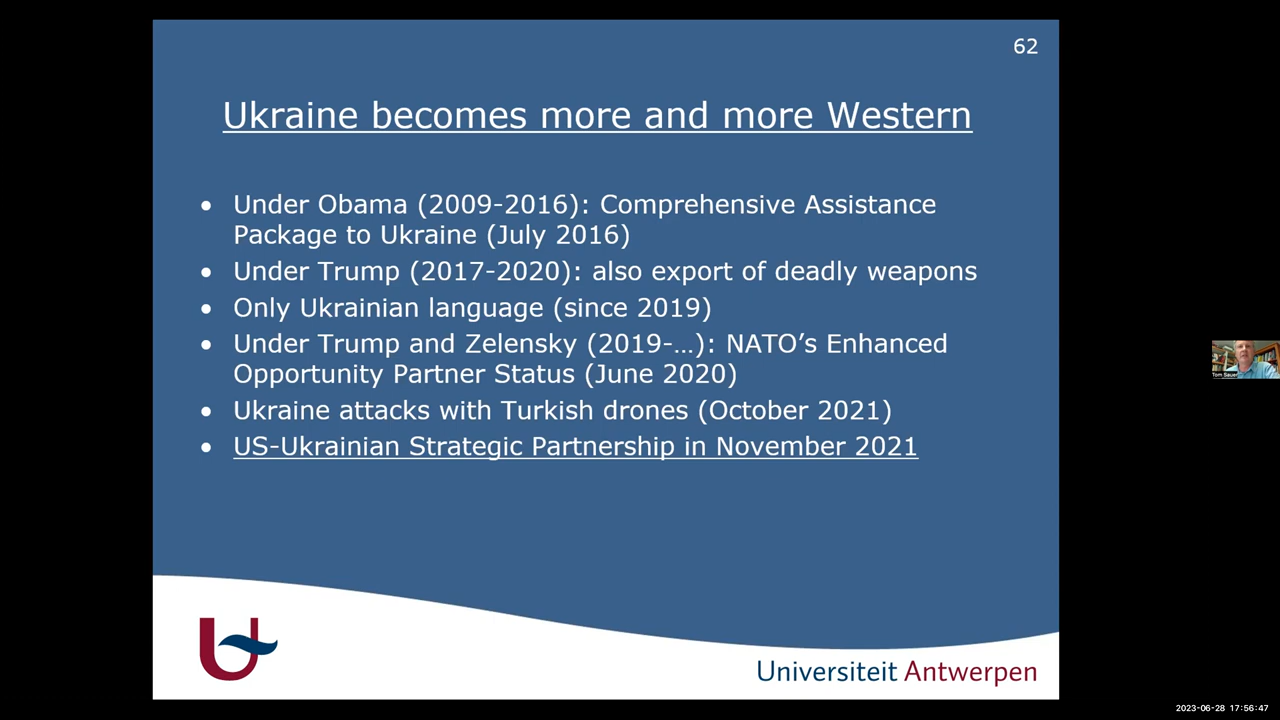 62
Ukraine becomes more and more Western
• Under Obama (2009-2016): Comprehensive Assistance
Package to Ukraine (July 2016)
• Under Trump (2017-2020): also export of deadly weapons
• Only Ukrainian language (since 2019)
• Under Trump and Zelensky (2019-…): NATO’s Enhanced
Opportunity Partner Status (June 2020)
• Ukraine attacks with Turkish drones (October 2021)
• US-Ukrainian Strategic Partnership in November 2021
Tom Sauer
Universiteit Antwerpen
2023-06-28 17:56:47